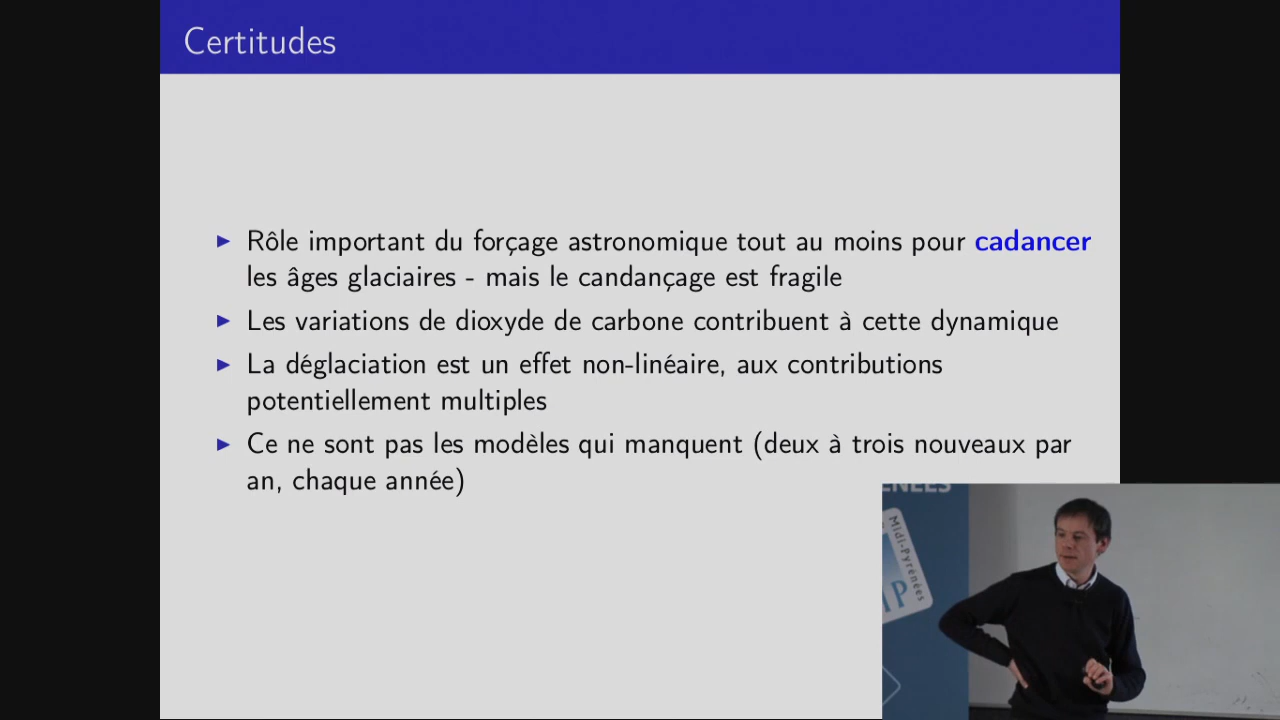 Certitudes
Rôle important du forçage astronomique tout au moins pour cadancer
les âges glaciaires - mais le candançage est fragile
Les variations de dioxyde de carbone contribuent à cette dynamique
La déglaciation est un effet non-linéaire, aux contributions
potentiellement multiples
Ce ne sont pas les modèles qui manquent (deux à trois nouveaux par
an, chaque année)
Midi-Pyrénées